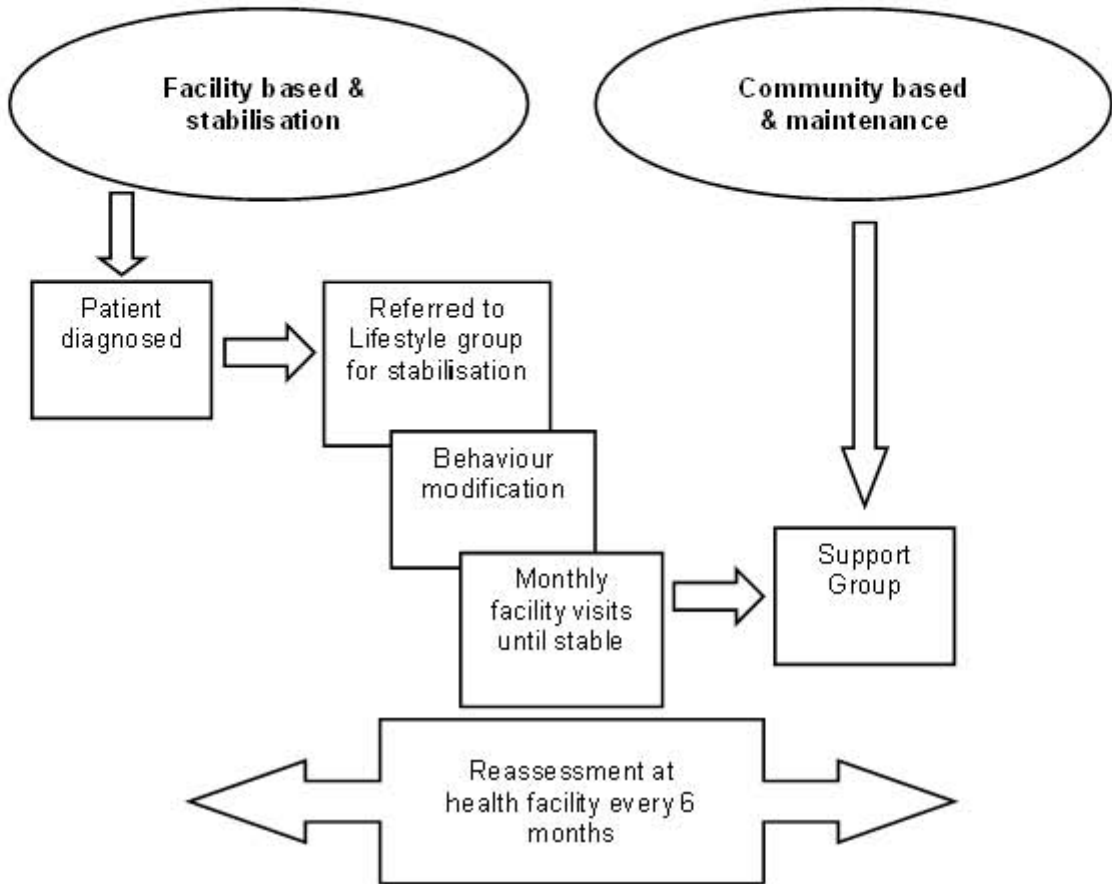 Facility based &
stabilisation
Community based
& maintenance
Patient
diagnosed
Referred to
Lifestyle group
for stabilisation
Behaviour
modification
Monthly
facility visits
until stable
Support
Group
Reassessment at
health facility every 6
months